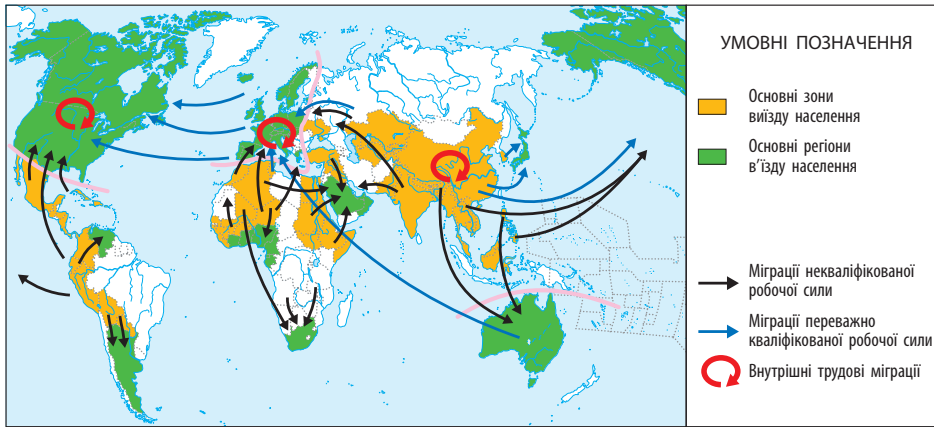 УМОВНІ ПОЗНАЧЕННЯ
Основні зони
виїзду населення
Основні регіони
в'їзду населення
Міграції некваліфікованої
робочої сили
Міграції переважно
кваліфікованої робочої сили
Внутрішні трудові міграції